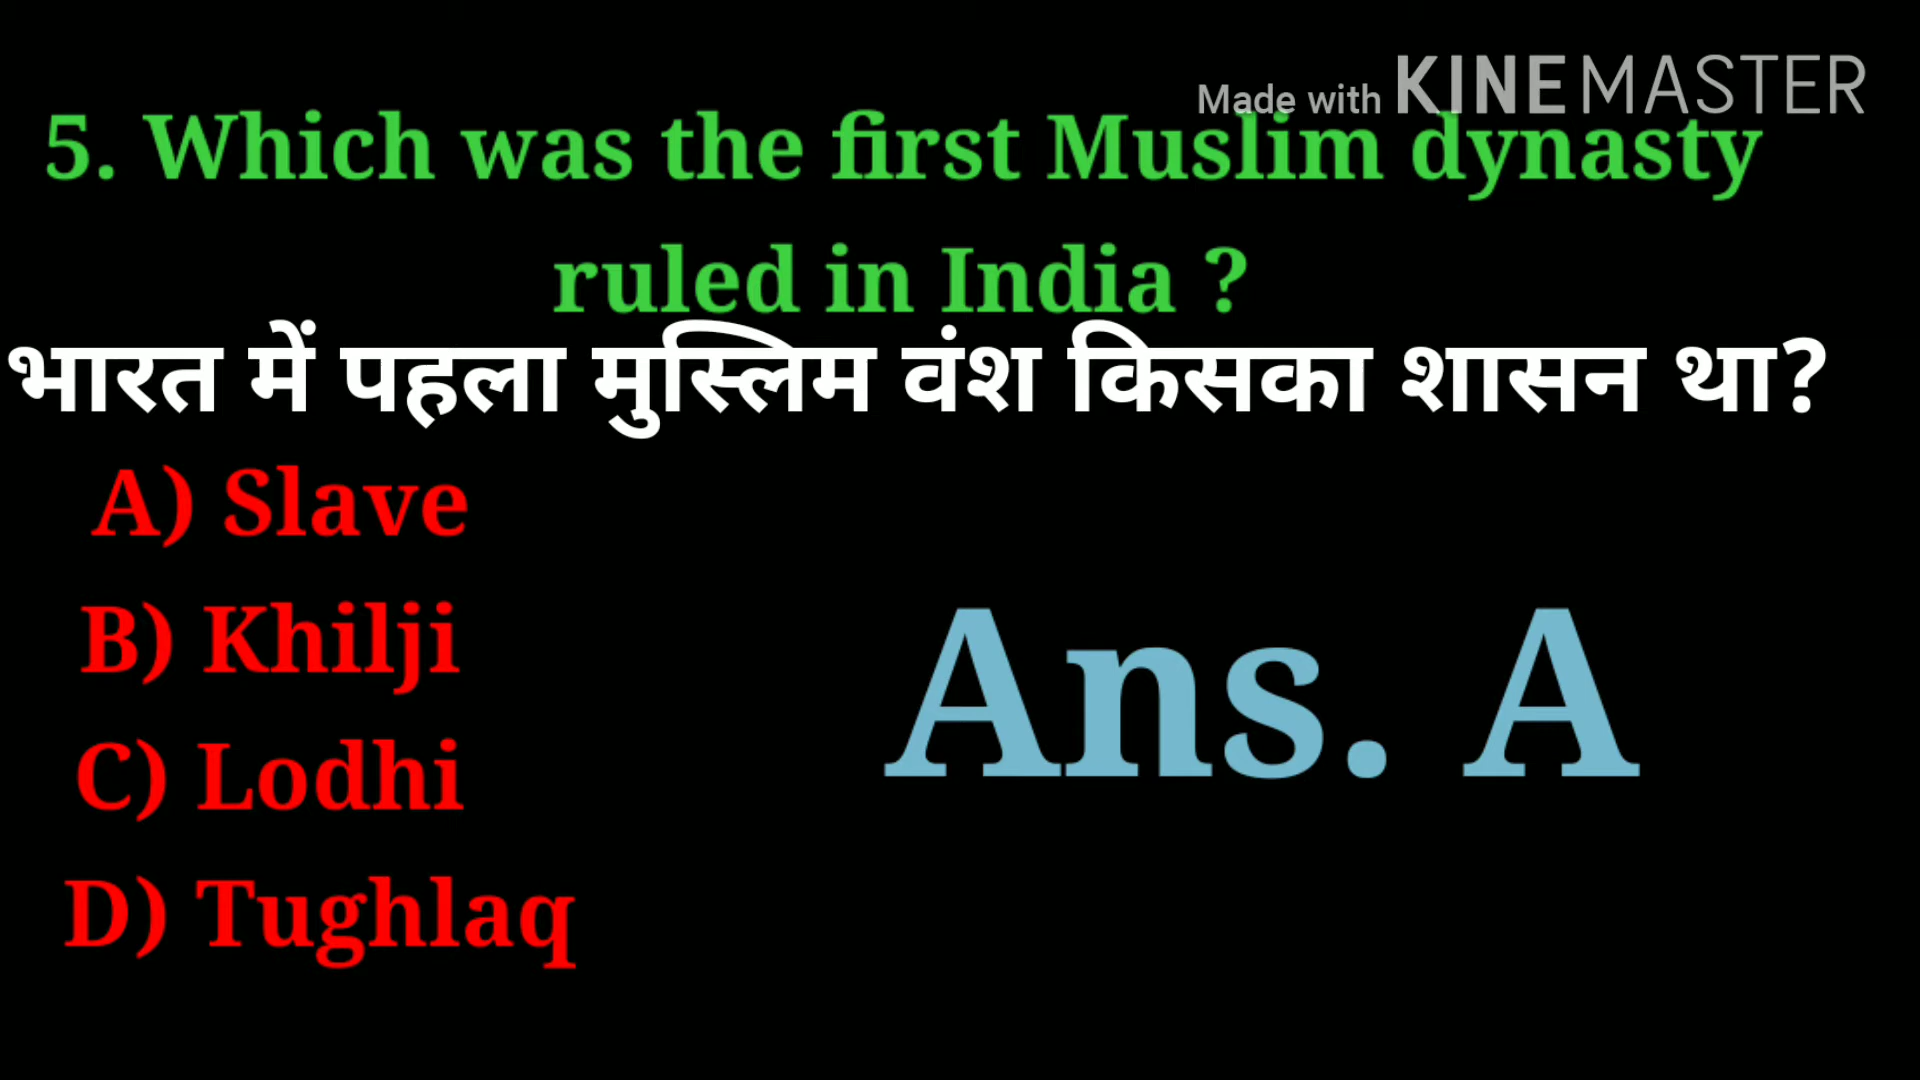 Made with KINEMASTER
5. Which was the first Muslim dynasty
ruled in India ?
भारत में पहला मुस्लिम वंश किसका शासन था?
A) Slave
B) Khilji
C) Lodhi
D) Tughlaq
Ans. A